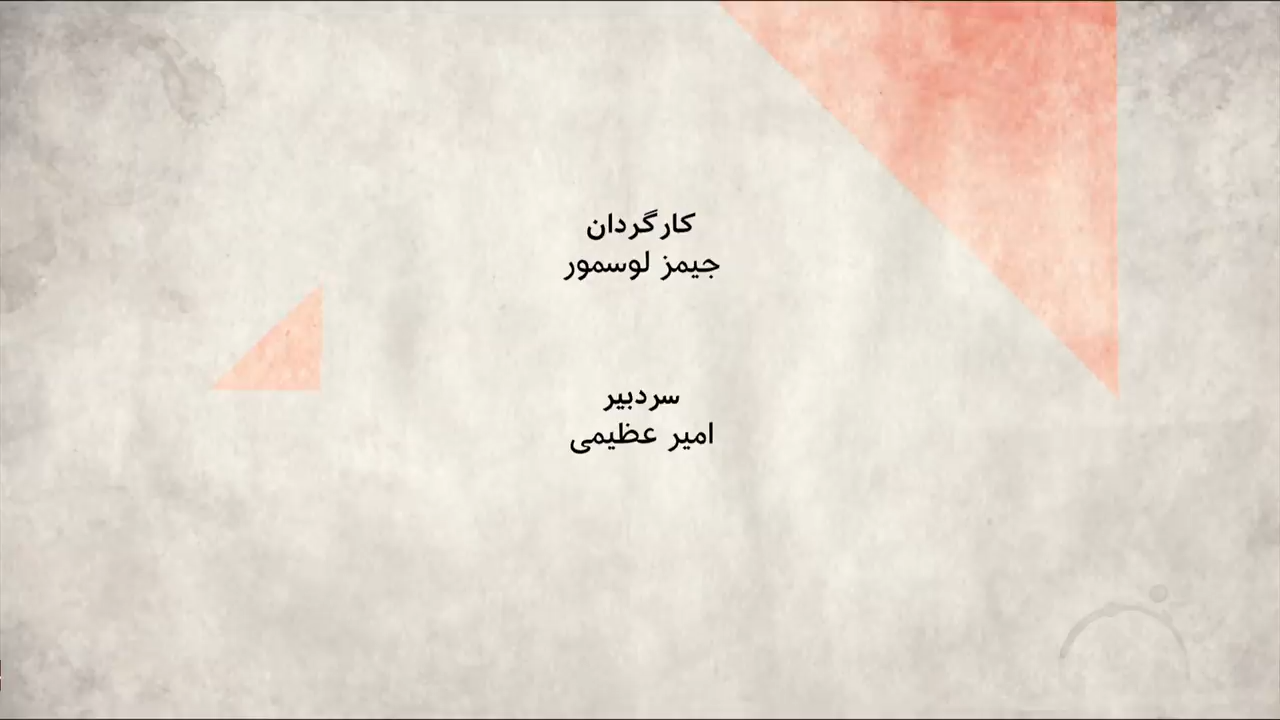 کارگردان
جیمز لوسمور
سردبیر
امیر عظیمی